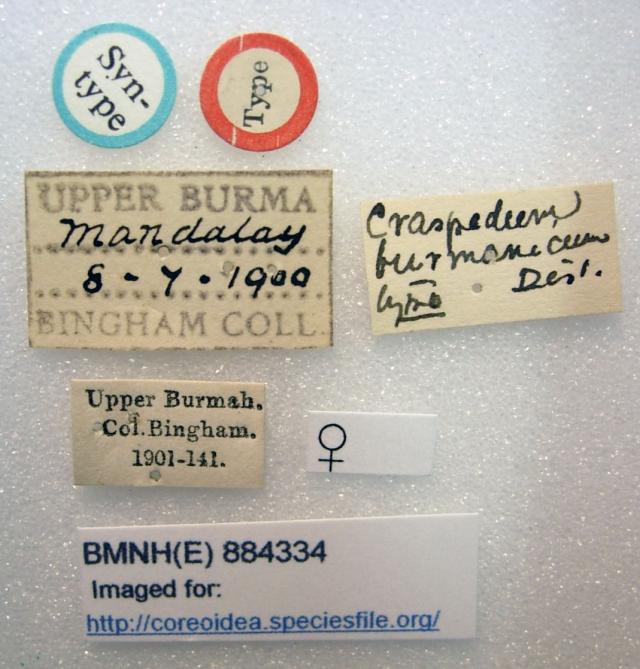 Syn-
type
Type
UPPER BURMA
Mandalay
8 - 7 - 1900
BINGHAM COLL.
Craspedum
burmanicum
type Dist.
Upper Burmah.
Col. Bingham.
1901-141.
♀
BMNH(E) 884334
Imaged for:
http://coreoidea.speciesfile.org/